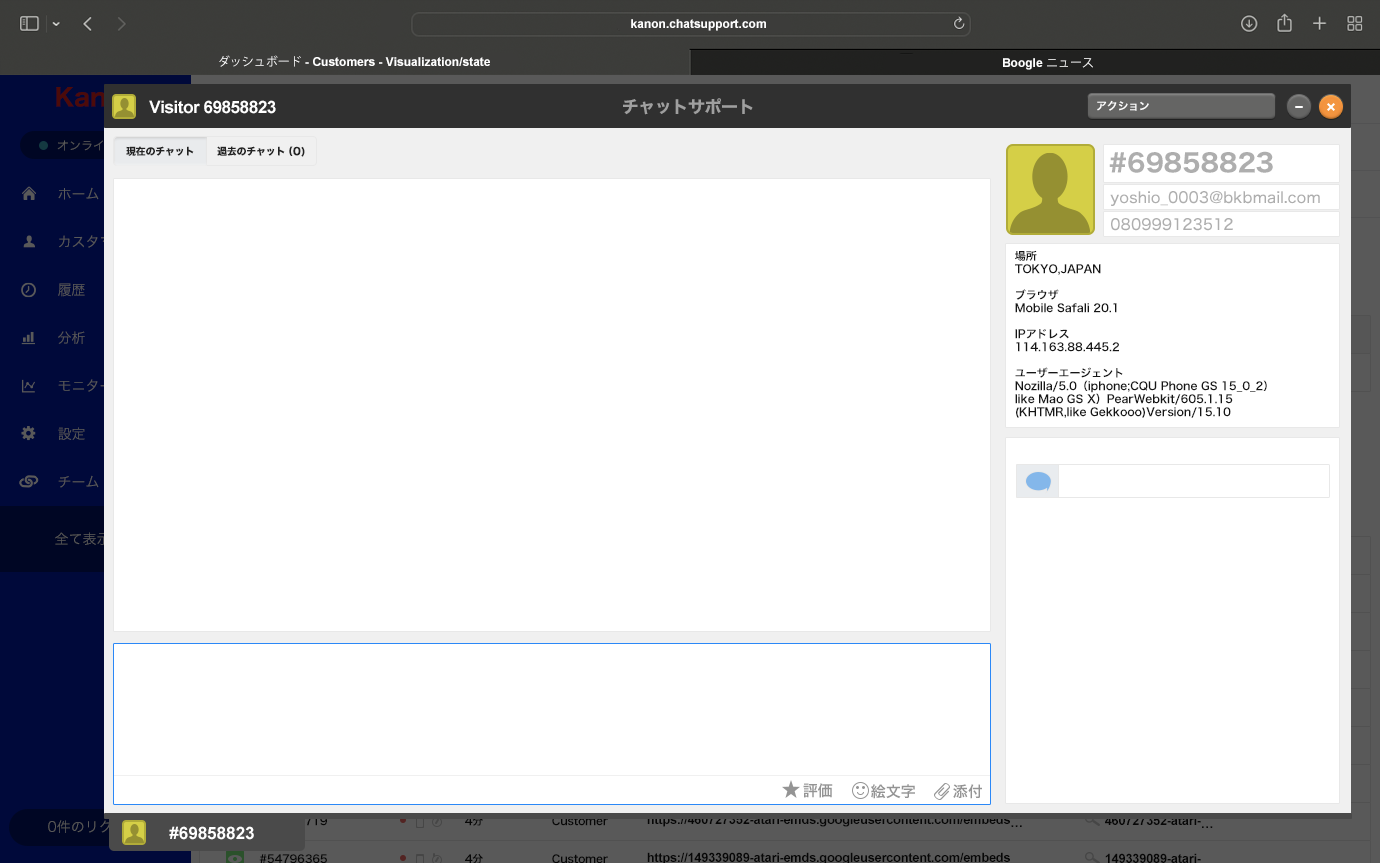 kanon.chatsupport.com
ダッシュボード - Customers - Visualization/state
Boogle ニュース
Kan
Visitor 69858823
チャットサポート
アクション
オンライ
ホーム
カスタマ
履歴
分析
モニター
設定
チーム
全て表示
0件のリク
現在のチャット
過去のチャット (0)
#69858823
yoshio_0003@bkbmail.com
080999123512
場所
TOKYO,JAPAN
ブラウザ
Mobile Safali 20.1
IPアドレス
114.163.88.445.2
ユーザーエージェント
Nozilla/5.0（iphone;CQU Phone GS 15_0_2）
like Mao GS X）PearWebkit/605.1.15
(KHTMR,like Gekkooo)Version/15.10
評価
絵文字
添付
#69858823
719
4分
Customer
https://460727352-atari-emds.googleusercontent.com/embeds...
460727352-atari-...
#54796365
4分
Customer
https://149339089-atari-emds.googleusercontent.com/embeds
149339089-atari-